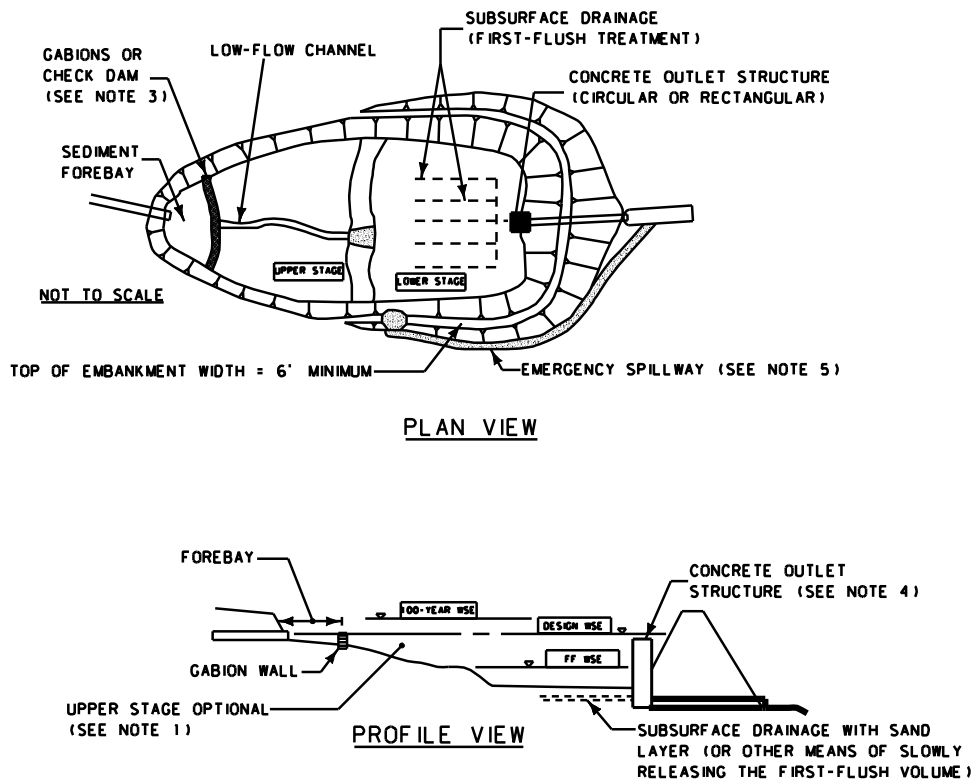 SUBSURFACE DRAINAGE
(FIRST-FLUSH TREATMENT)
GABIONS OR
CHECK DAM
(SEE NOTE 3)
LOW-FLOW CHANNEL
CONCRETE OUTLET STRUCTURE
(CIRCULAR OR RECTANGULAR)
SEDIMENT
FOREBAY
UPPER STAGE
LOWER STAGE
NOT TO SCALE
TOP OF EMBANKMENT WIDTH = 6' MINIMUM
EMERGENCY SPILLWAY (SEE NOTE 5)
PLAN VIEW
FOREBAY
CONCRETE OUTLET
STRUCTURE (SEE NOTE 4)
100-YEAR WSE
DESIGN WSE
FF WSE
GABION WALL
UPPER STAGE OPTIONAL
(SEE NOTE 1)
PROFILE VIEW
SUBSURFACE DRAINAGE WITH SAND
LAYER (OR OTHER MEANS OF SLOWLY
RELEASING THE FIRST-FLUSH VOLUME)